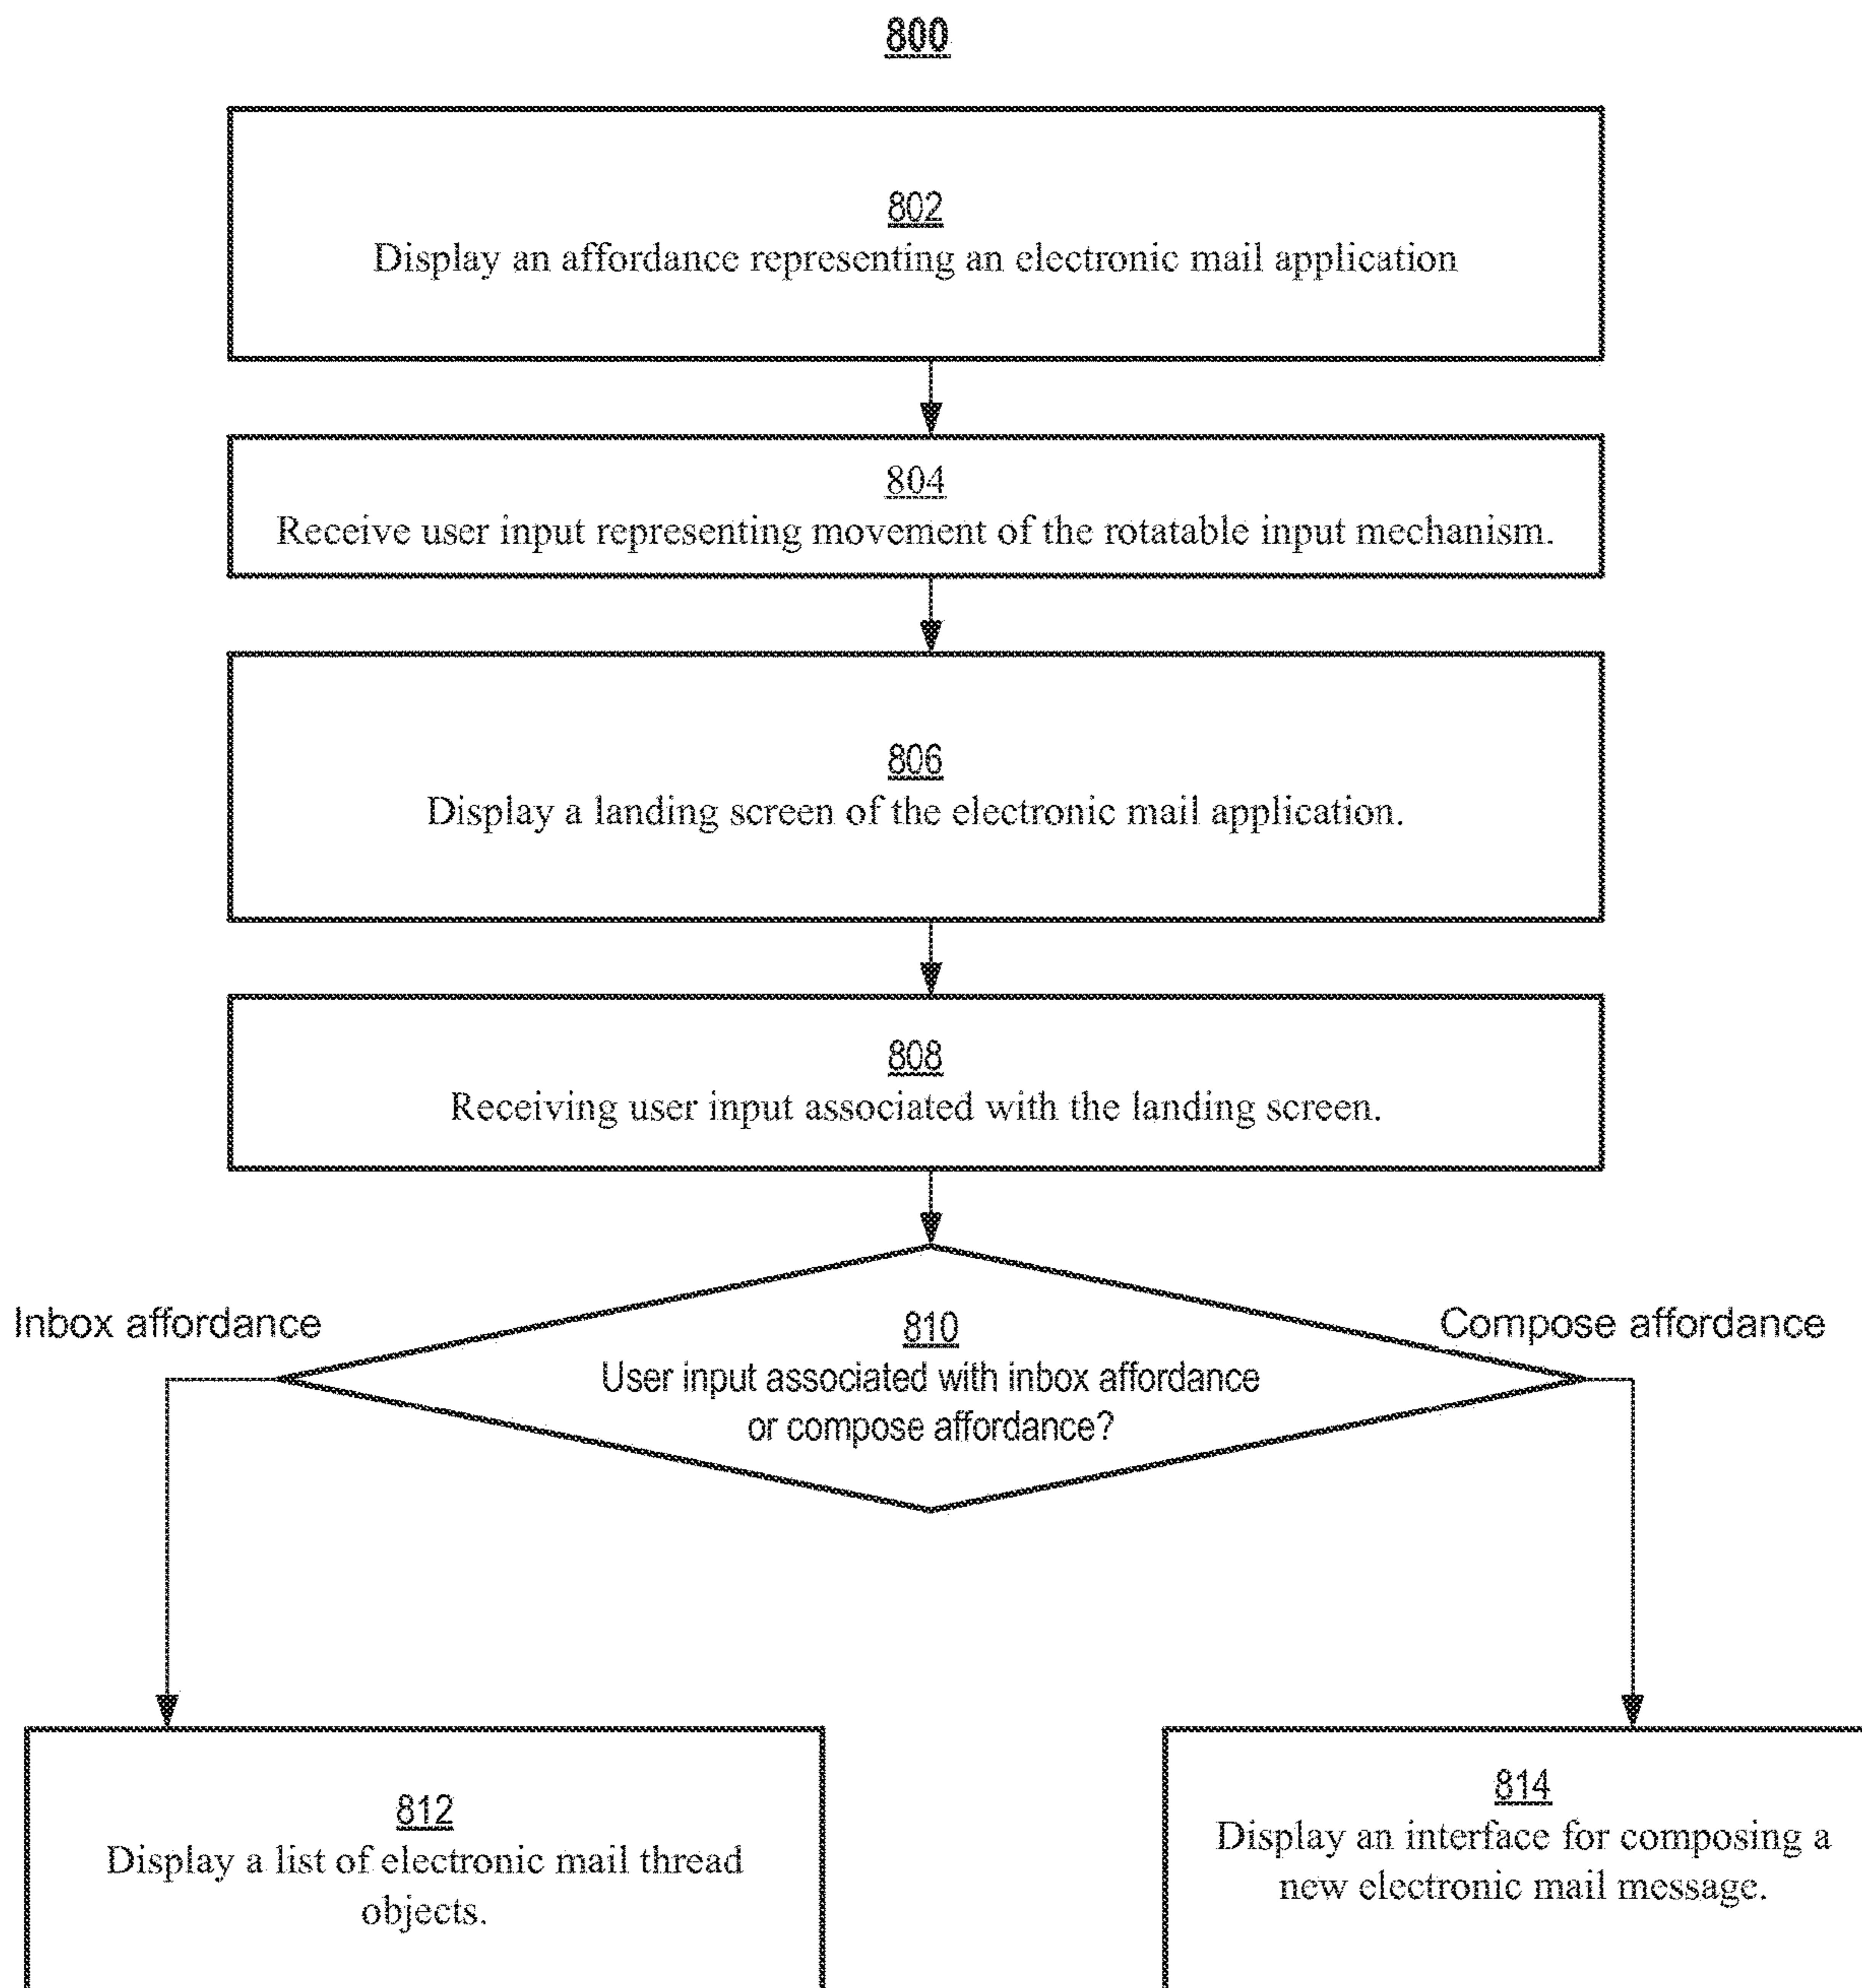 800
802
Display an affordance representing an electronic mail application
804
Receive user input representing movement of the rotatable input mechanism.
806
Display a landing screen of the electronic mail application.
808
Receiving user input associated with the landing screen.
Inbox affordance
Compose affordance
810
User input associated with inbox affordance
or compose affordance?
812
Display a list of electronic mail thread
objects.
814
Display an interface for composing a
new electronic mail message.